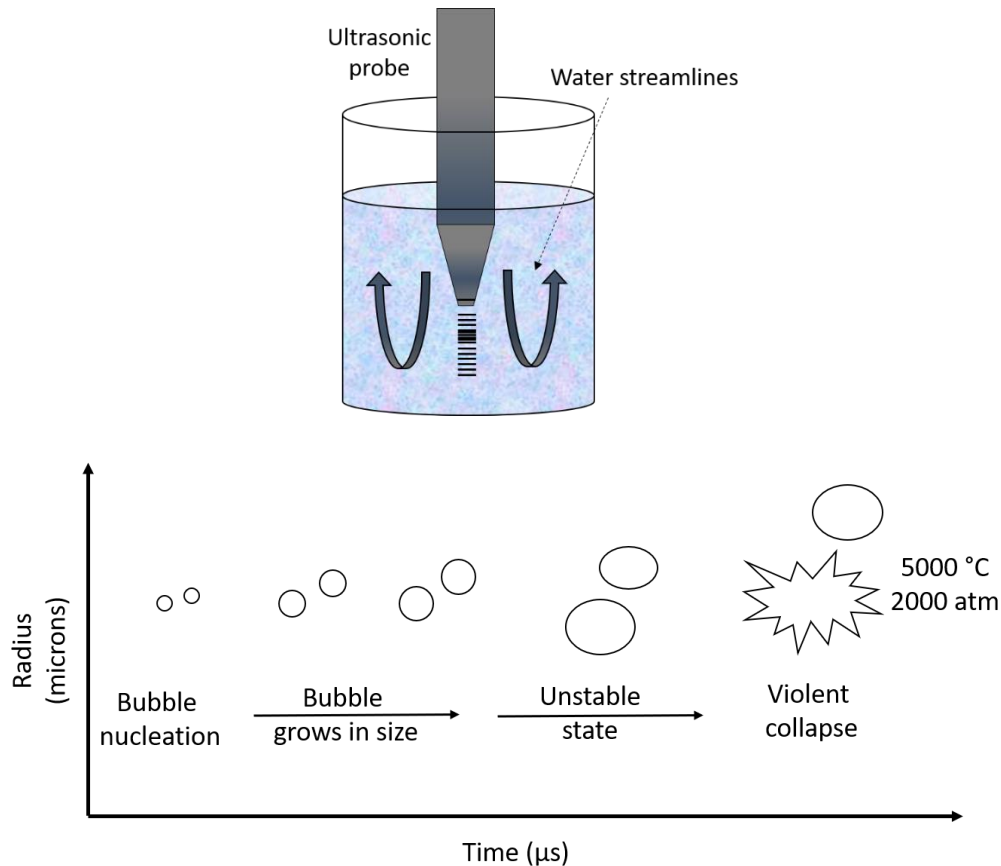 Ultrasonic
probe
Water streamlines
5000 °C
2000 atm
Radius
(microns)
Bubble
nucleation
Bubble
grows in size
Unstable
state
Violent
collapse
Time (μs)